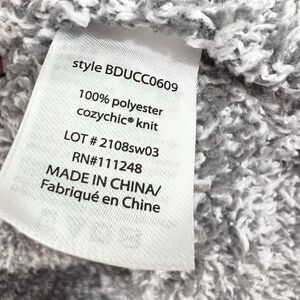 style BDUCC0609
100% polyester
cozychic® knit
LOT # 2108sw03
RN#111248
MADE IN CHINA/
Fabriqué en Chine